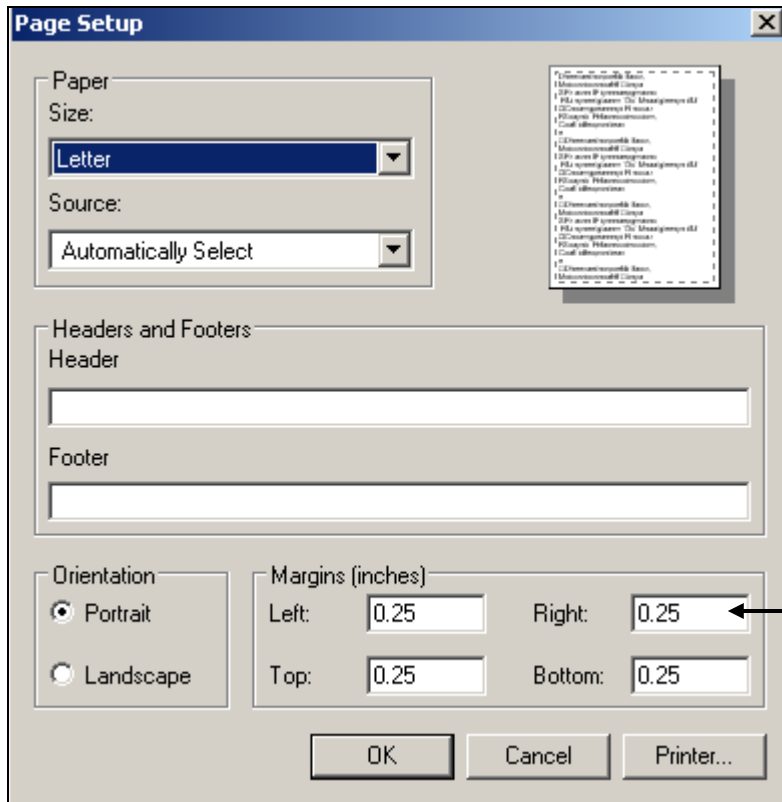 Page Setup
Paper
Size:
Letter
Source:
Automatically Select
Headers and Footers
Header
Footer
Orientation
Portrait
Landscape
Margins (inches)
Left: 0.25 Right: 0.25
Top: 0.25 Bottom: 0.25
OK Cancel Printer...